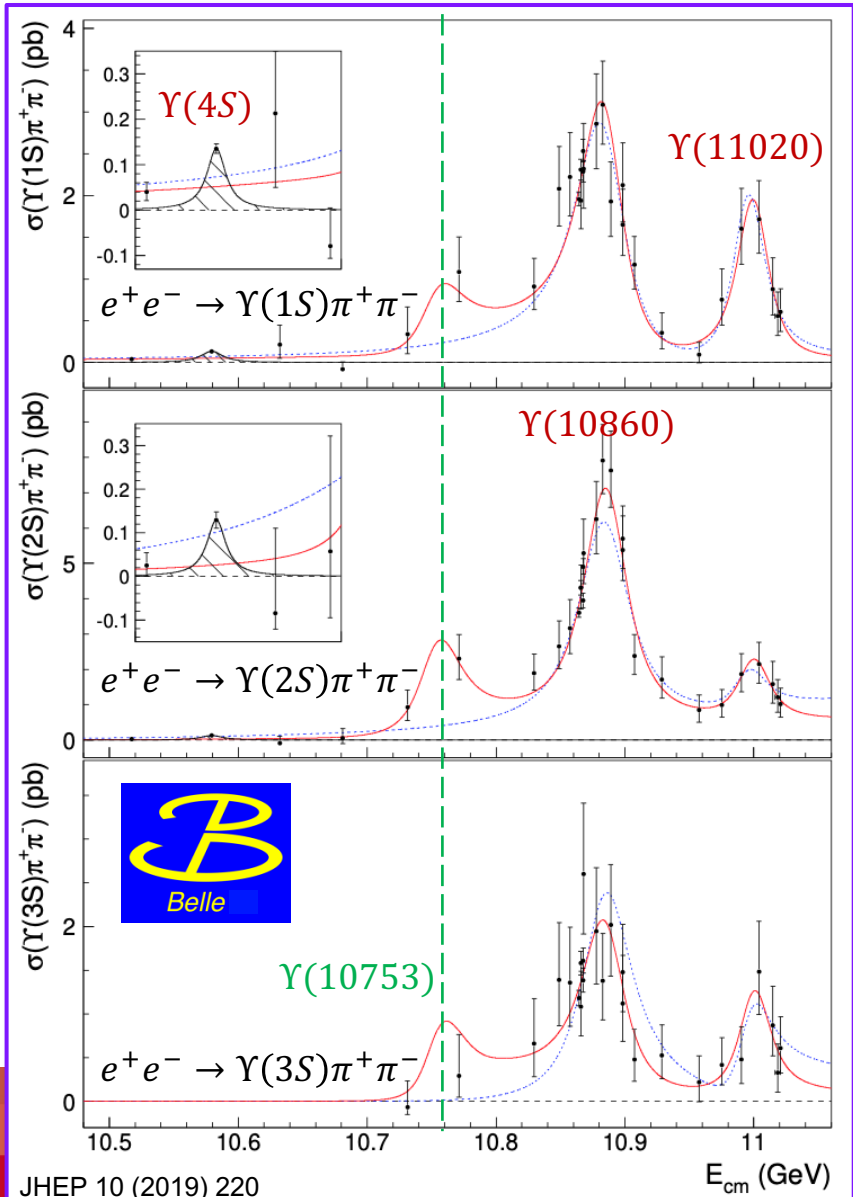 σ(ϒ(1S)π⁺π⁻) (pb)
4
2
0
0.3
0.2
0.1
0
-0.1
ϒ(4S)
ϒ(11020)
e⁺e⁻ → ϒ(1S)π⁺π⁻
σ(ϒ(2S)π⁺π⁻) (pb)
5
0
0.3
0.2
0.1
0
-0.1
ϒ(10860)
e⁺e⁻ → ϒ(2S)π⁺π⁻
σ(ϒ(3S)π⁺π⁻) (pb)
2
0
B
Belle
ϒ(10753)
e⁺e⁻ → ϒ(3S)π⁺π⁻
10.5 10.6 10.7 10.8 10.9 11
JHEP 10 (2019) 220
E_cm (GeV)